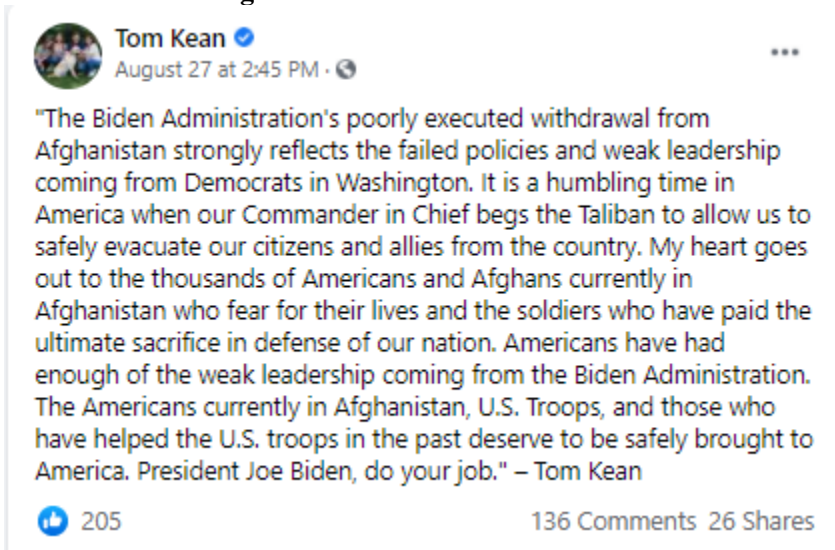 Tom Kean
August 27 at 2:45 PM ·
"The Biden Administration's poorly executed withdrawal from
Afghanistan strongly reflects the failed policies and weak leadership
coming from Democrats in Washington. It is a humbling time in
America when our Commander in Chief begs the Taliban to allow us to
safely evacuate our citizens and allies from the country. My heart goes
out to the thousands of Americans and Afghans currently in
Afghanistan who fear for their lives and the soldiers who have paid the
ultimate sacrifice in defense of our nation. Americans have had
enough of the weak leadership coming from the Biden Administration.
The Americans currently in Afghanistan, U.S. Troops, and those who
have helped the U.S. troops in the past deserve to be safely brought to
America. President Joe Biden, do your job." – Tom Kean
205 136 Comments 26 Shares